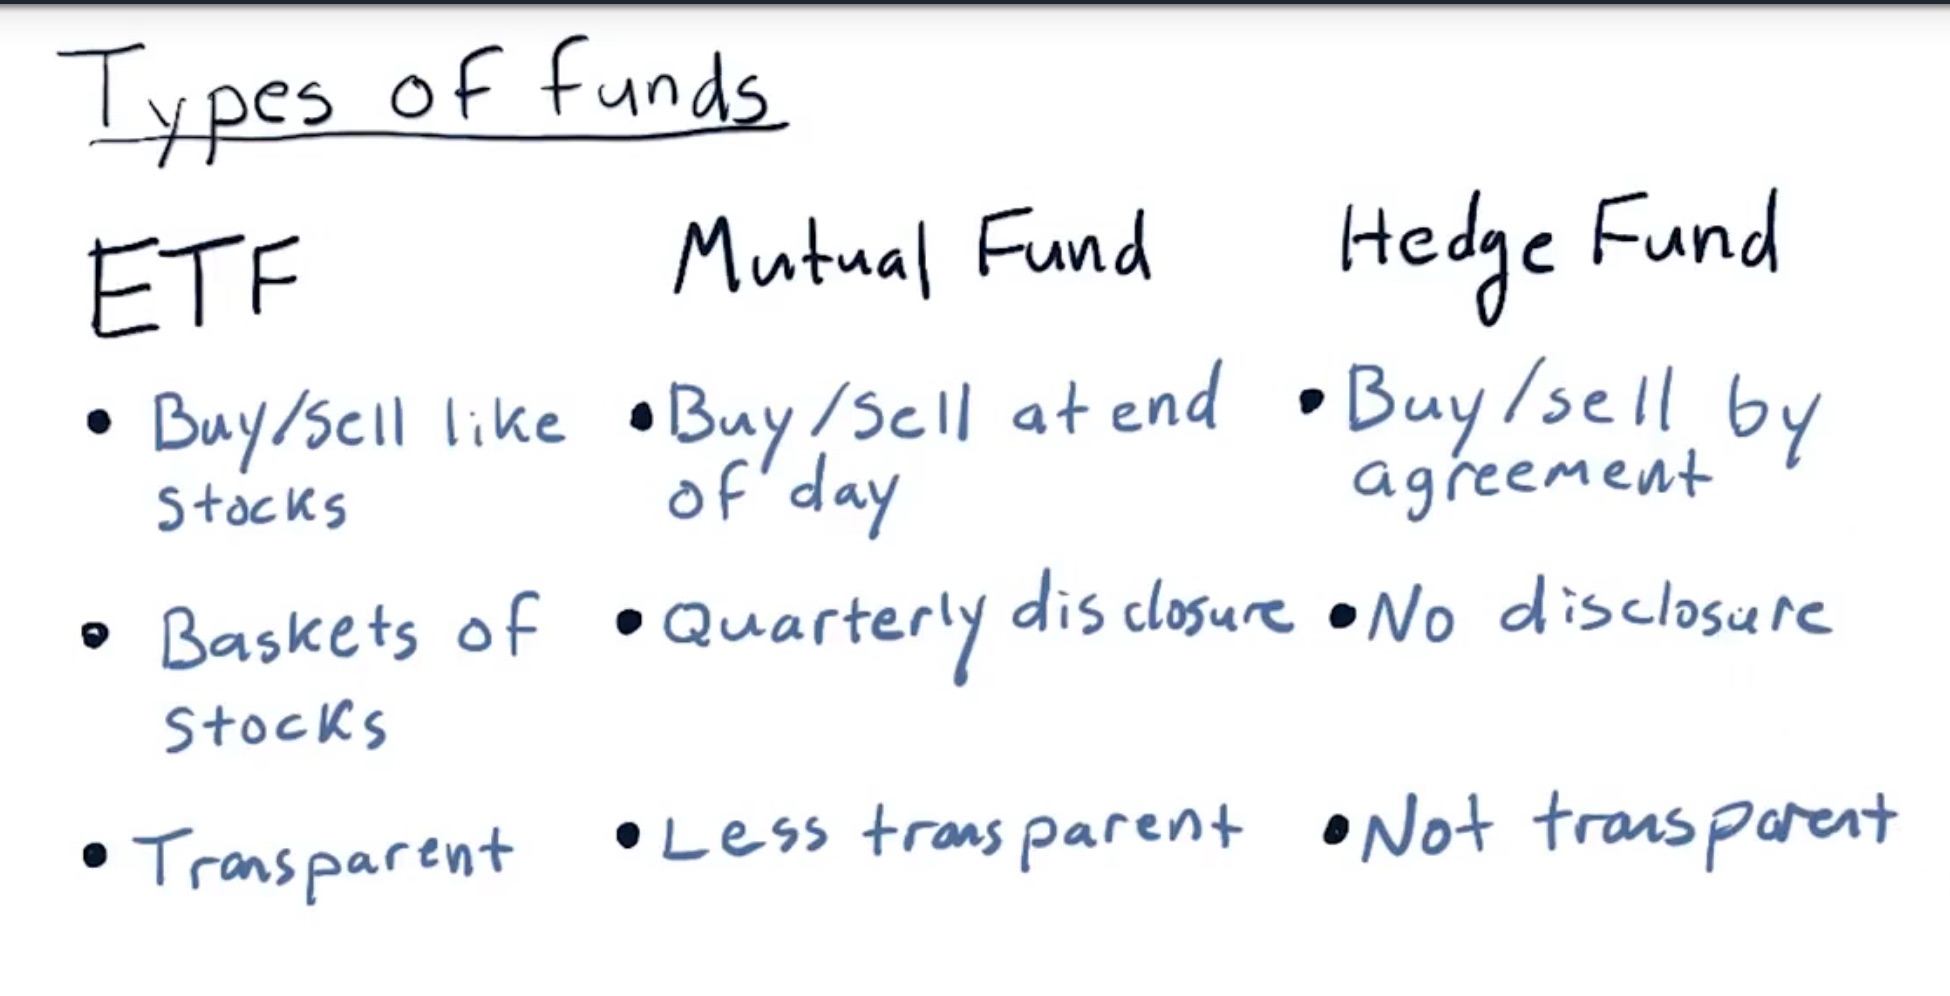 Types of funds
ETF
• Buy/sell like
stocks
• Baskets of
stocks
• Transparent
Mutual Fund
• Buy/sell at end
of day
• Quarterly disclosure
• Less transparent
Hedge Fund
• Buy/sell by
agreement
• No disclosure
• Not transparent